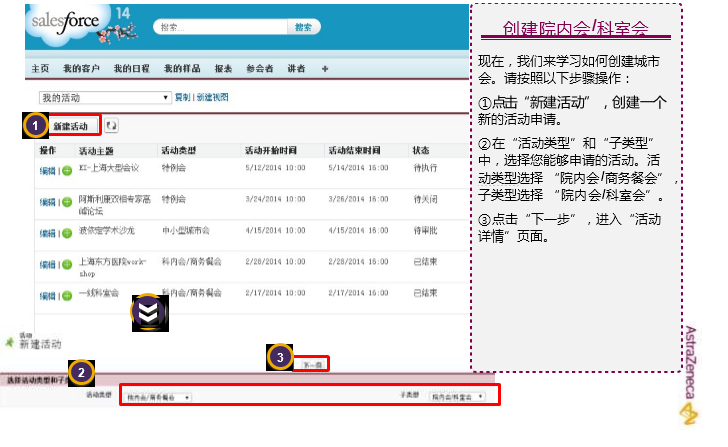 salesforce
14
搜索...
搜索
主页 我的客户 我的日程 我的样品 报表 参会者 讲者 +
我的活动
复制 | 新建视图
1
新建活动
操作 活动主题 活动类型 活动开始时间 活动结束时间 状态
编辑 | KI-上海大型会议 特例会 5/12/2014 10:00 5/14/2014 16:00 待执行
编辑 | 阿斯利康双相专家高
峰论坛 特例会 3/24/2014 10:00 3/26/2014 16:00 待关闭
编辑 | 波依定学术沙龙 中小型城市会 4/15/2014 10:00 4/15/2014 16:00 待审批
编辑 | 上海东方医院work-
shop 科内会/商务餐会 2/28/2014 10:00 2/28/2014 16:00 已结束
编辑 | 一线科室会 科内会/商务餐会 2/17/2014 10:00 2/17/2014 16:00 已结束
活动
新建活动
3
下一步
2
选择活动类型和子类
活动类型 院内会/商务餐会 子类型 院内会/科室会
创建院内会/科室会
现在，我们来学习如何创建城市
会。请按照以下步骤操作：
①点击“新建活动”，创建一个
新的活动申请。
②在“活动类型”和“子类型”
中，选择您能够申请的活动。活
动类型选择 “院内会/商务餐会”，
子类型选择 “院内会/科室会”。
③点击“下一步”，进入“活动
详情”页面。
AstraZeneca